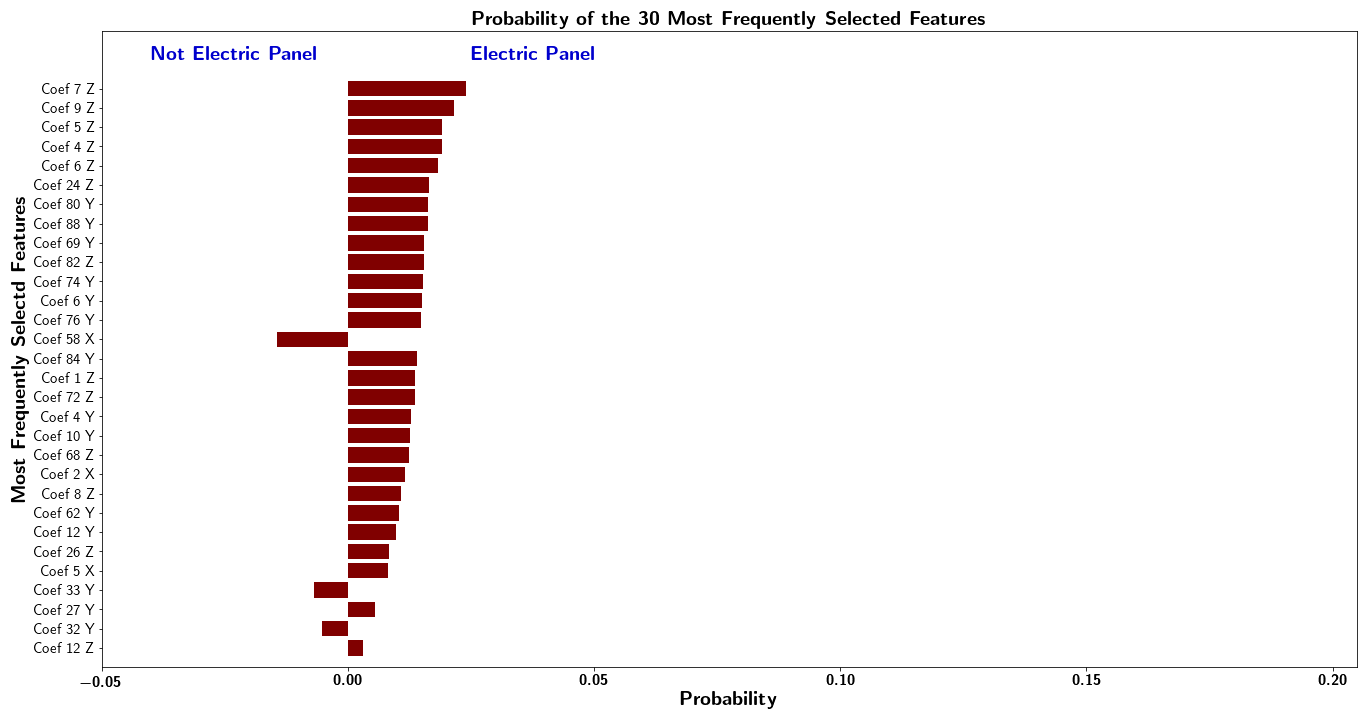 Probability of the 30 Most Frequently Selected Features
Not Electric Panel
Electric Panel
Most Frequently Selectd Features
Coef 7 Z
Coef 9 Z
Coef 5 Z
Coef 4 Z
Coef 6 Z
Coef 24 Z
Coef 80 Y
Coef 88 Y
Coef 69 Y
Coef 82 Z
Coef 74 Y
Coef 6 Y
Coef 76 Y
Coef 58 X
Coef 84 Y
Coef 1 Z
Coef 72 Z
Coef 4 Y
Coef 10 Y
Coef 68 Z
Coef 2 X
Coef 8 Z
Coef 62 Y
Coef 12 Y
Coef 26 Z
Coef 5 X
Coef 33 Y
Coef 27 Y
Coef 32 Y
Coef 12 Z
−0.05 0.00 0.05 0.10 0.15 0.20
Probability